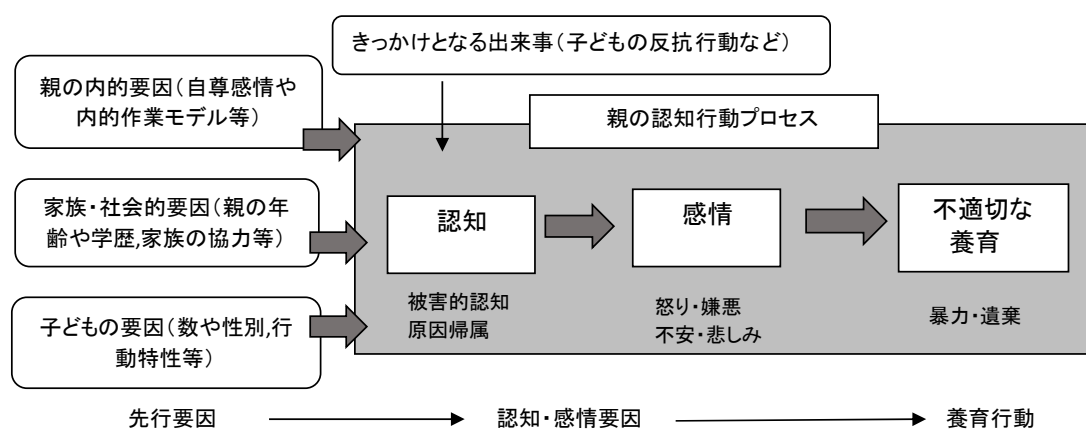 きっかけとなる出来事(子どもの反抗行動など)
親の内的要因(自尊感情や
内的作業モデル等)
親の認知行動プロセス
家族・社会的要因(親の年
齢や学歴,家族の協力等)
認知
感情
不適切な
養育
被害的認知
原因帰属
怒り・嫌悪
不安・悲しみ
暴力・遺棄
子どもの要因(数や性別,行
動特性等)
先行要因
認知・感情要因
養育行動